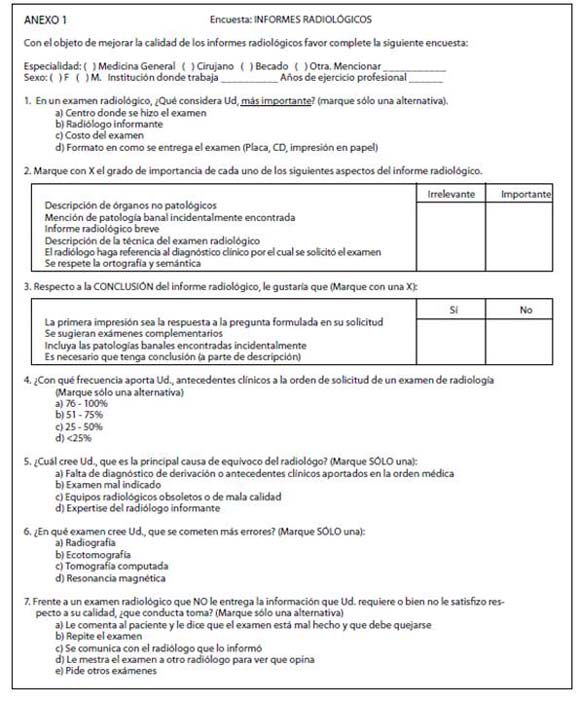 ANEXO 1 Encuesta: INFORMES RADIOLÓGICOS
Con el objeto de mejorar la calidad de los informes radiológicos favor complete la siguiente encuesta:
Especialidad: ( ) Medicina General ( ) Cirujano ( ) Becado ( ) Otra. Mencionar ____________
Sexo: ( ) F ( ) M. Institución donde trabaja ___________ Años de ejercicio profesional _______
1. En un examen radiológico, ¿Qué considera Ud, más importante? (marque sólo una alternativa).
a) Centro donde se hizo el examen
b) Radiólogo informante
c) Costo del examen
d) Formato en como se entrega el examen (Placa, CD, impresión en papel)
2. Marque con X el grado de importancia de cada uno de los siguientes aspectos del informe radiológico.
Irrelevante Importante
Descripción de órganos no patológicos
Mención de patología banal incidentalmente encontrada
Informe radiológico breve
Descripción de la técnica del examen radiológico
El radiólogo haga referencia al diagnóstico clínico por el cual se solicitó el examen
Se respete la ortografía y semántica
3. Respecto a la CONCLUSIÓN del informe radiológico, le gustaría que (Marque con una X):
Sí No
La primera impresión sea la respuesta a la pregunta formulada en su solicitud
Se sugieran exámenes complementarios
Incluya las patologías banales encontradas incidentalmente
Es necesario que tenga conclusión (a parte de descripción)
4. ¿Con qué frecuencia aporta Ud., antecedentes clínicos a la orden de solicitud de un examen de radiología
(Marque sólo una alternativa)
a) 76 - 100%
b) 51 - 75%
c) 25 - 50%
d) <25%
5. ¿Cuál cree Ud., que es la principal causa de equívoco del radiológo? (Marque SÓLO una):
a) Falta de diagnóstico de derivación o antecedentes clínicos aportados en la orden médica
b) Examen mal indicado
c) Equipos radiológicos obsoletos o de mala calidad
d) Expertise del radiólogo informante
6. ¿En qué examen cree Ud., que se cometen más errores? (Marque SÓLO una):
a) Radiografía
b) Ecotomografía
c) Tomografía computada
d) Resonancia magnética
7. Frente a un examen radiológico que NO le entrega la información que Ud. requiere o bien no le satisfizo res-
pecto a su calidad, ¿que conducta toma? (Marque sólo una alternativa)
a) Le comenta al paciente y le dice que el examen está mal hecho y que debe quejarse
b) Repite el examen
c) Se comunica con el radiólogo que lo informó
d) Le mestra el examen a otro radiólogo para ver que opina
e) Pide otros exámenes